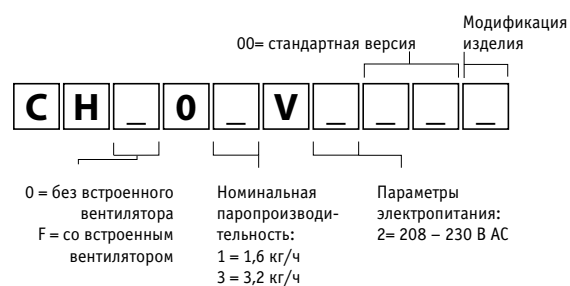 Модификация
изделия
00= стандартная версия
C H _ 0 _ V _ _ _ _
0 = без встроенного
вентилятора
F = со встроенным
вентилятором
Номинальная
паропроизводи-
тельность:
1 = 1,6 кг/ч
3 = 3,2 кг/ч
Параметры
электропитания:
2= 208 – 230 В AC